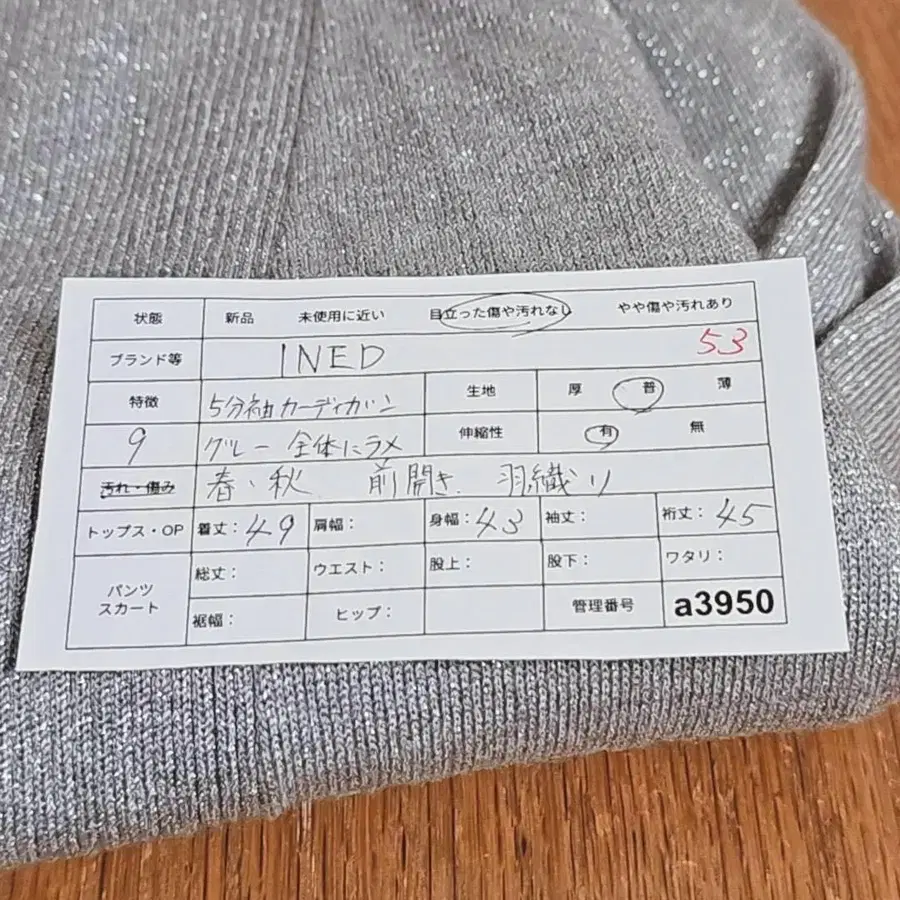 状態 新品 未使用に近い 目立った傷や汚れなし やや傷や汚れあり
ブランド等 INED 53
特徴 5分袖カーディガン 生地 厚 普 薄
9 グレー 全体にラメ 伸縮性 有 無
汚れ・傷み 春、秋 前開き 羽織り
トップス・OP 着丈:49 肩幅: 身幅:43 袖丈: 裄丈:45
パンツ スカート 総丈: ウエスト: 股上: 股下: ワタリ:
裾幅: ヒップ: 管理番号 a3950